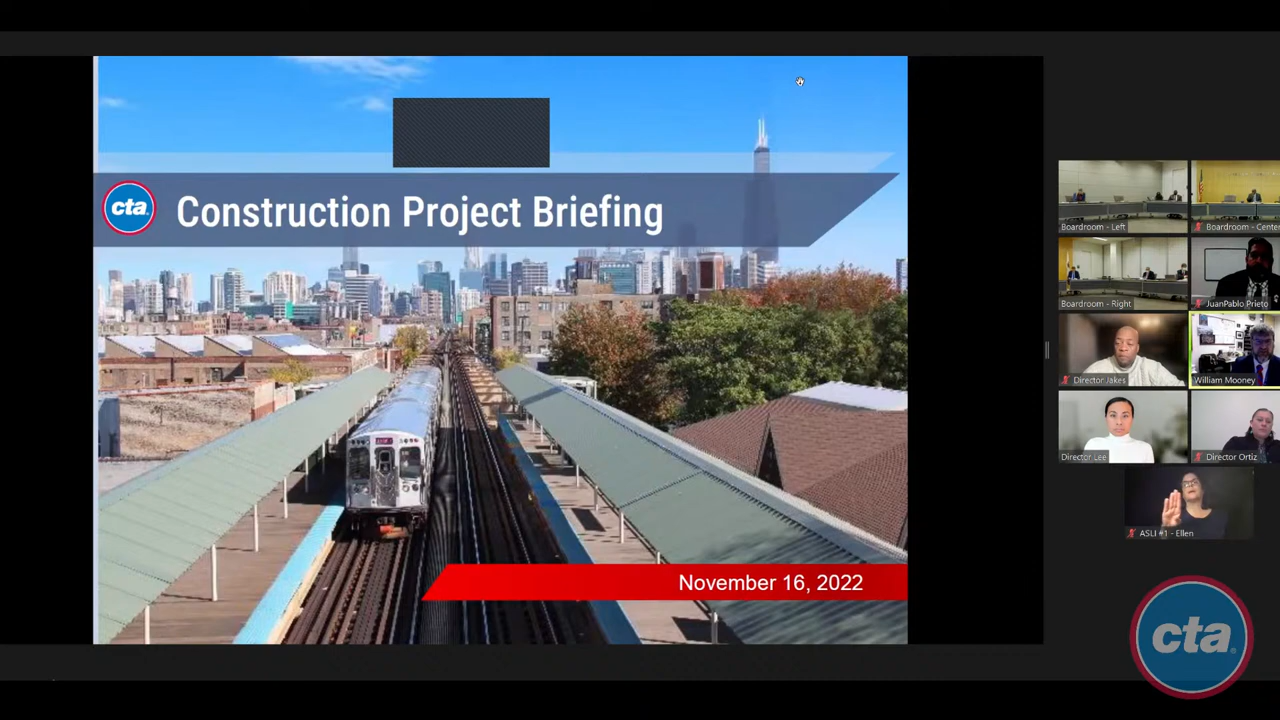 cta
Construction Project Briefing
November 16, 2022
Boardroom - Left
Boardroom - Center
Boardroom - Right
JuanPablo Prieto
Director Jakes
William Mooney
Director Lee
Director Ortiz
ASLI #1 - Ellen
cta